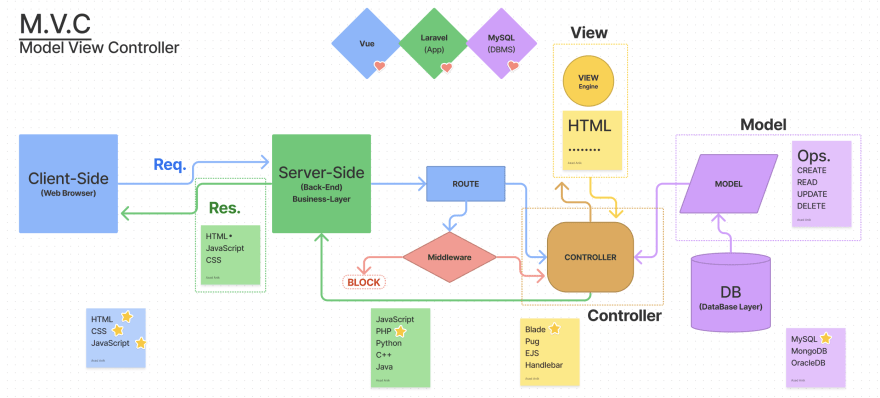 M.V.C
Model View Controller
Vue
Laravel
(App)
MySQL
(DBMS)
View
VIEW
Engine
HTML
........
Model
Ops.
CREATE
READ
UPDATE
DELETE
MODEL
Client-Side
(Web Browser)
Req.
Res.
HTML•
JavaScript
CSS
Server-Side
(Back-End)
Business-Layer
ROUTE
Middleware
BLOCK
CONTROLLER
Controller
DB
(DataBase Layer)
HTML
CSS
JavaScript
JavaScript
PHP
Python
C++
Java
Blade
Pug
EJS
Handlebar
MySQL
MongoDB
OracleDB